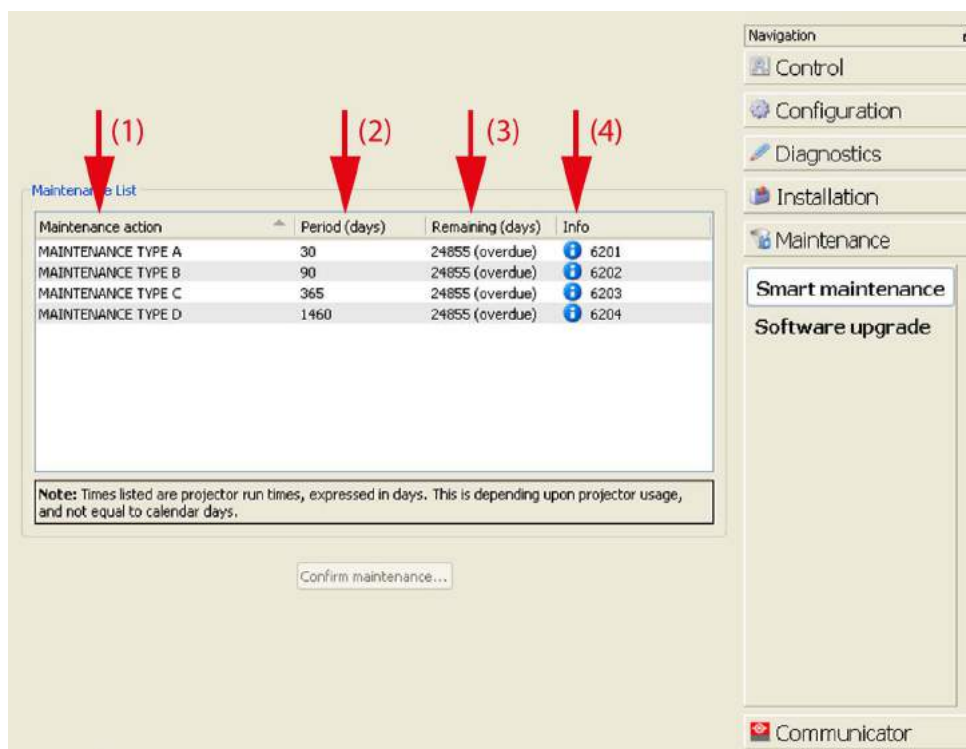 Navigation
Control
Configuration
Diagnostics
Installation
Maintenance
Smart maintenance
Software upgrade
Communicator
(1) (2) (3) (4)
Maintenance List
Maintenance action Period (days) Remaining (days) Info
MAINTENANCE TYPE A 30 24855 (overdue) 6201
MAINTENANCE TYPE B 90 24855 (overdue) 6202
MAINTENANCE TYPE C 365 24855 (overdue) 6203
MAINTENANCE TYPE D 1460 24855 (overdue) 6204
Note: Times listed are projector run times, expressed in days. This is depending upon projector usage,
and not equal to calendar days.
Confirm maintenance...